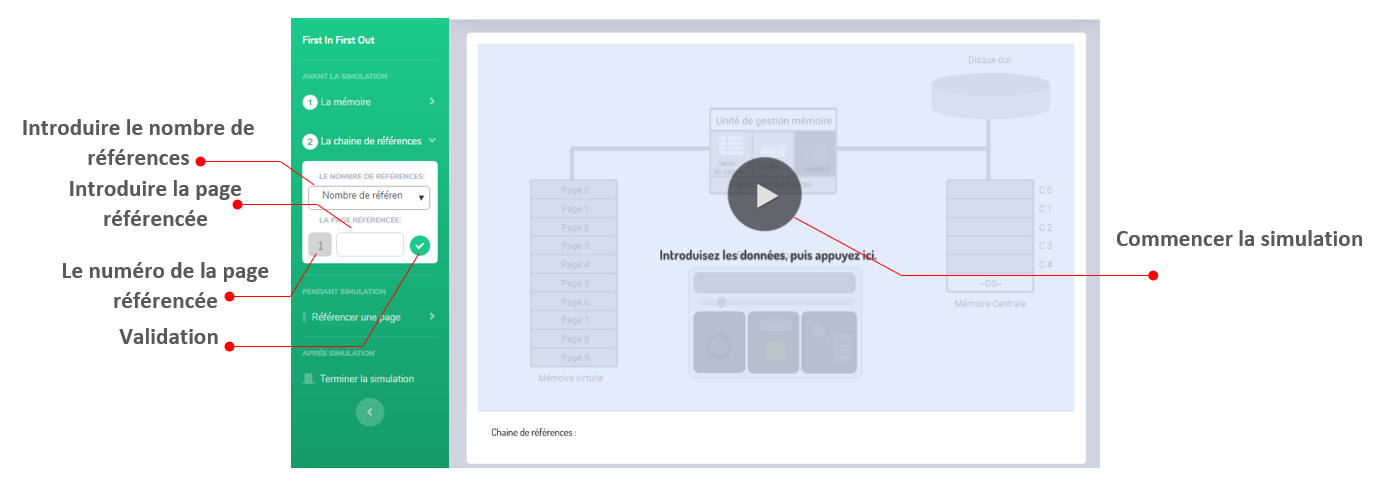 Introduire le nombre de
références
Introduire la page
référencée
Le numéro de la page
référencée
Validation
First In First Out
AVANT LA SIMULATION
1 La mémoire
2 La chaine de références
LE NOMBRE DE RÉFÉRENCES:
Nombre de référen
LA PAGE RÉFÉRENCÉE:
1
PENDANT SIMULATION
Référencer une page
APRÉS SIMULATION
Terminer la simulation
Disque dur
Unité de gestion mémoire
table
de pages
Page 0
Page 1
Page 2
Page 3
Page 4
Page 5
Page 6
Page 7
Page 8
Page 9
Mémoire virtulle
Introduisez les données, puis appuyez ici.
C 0
C 1
C 2
C 3
C 4
--OS--
Mémoire Centrale
Chaine de références :
Commencer la simulation